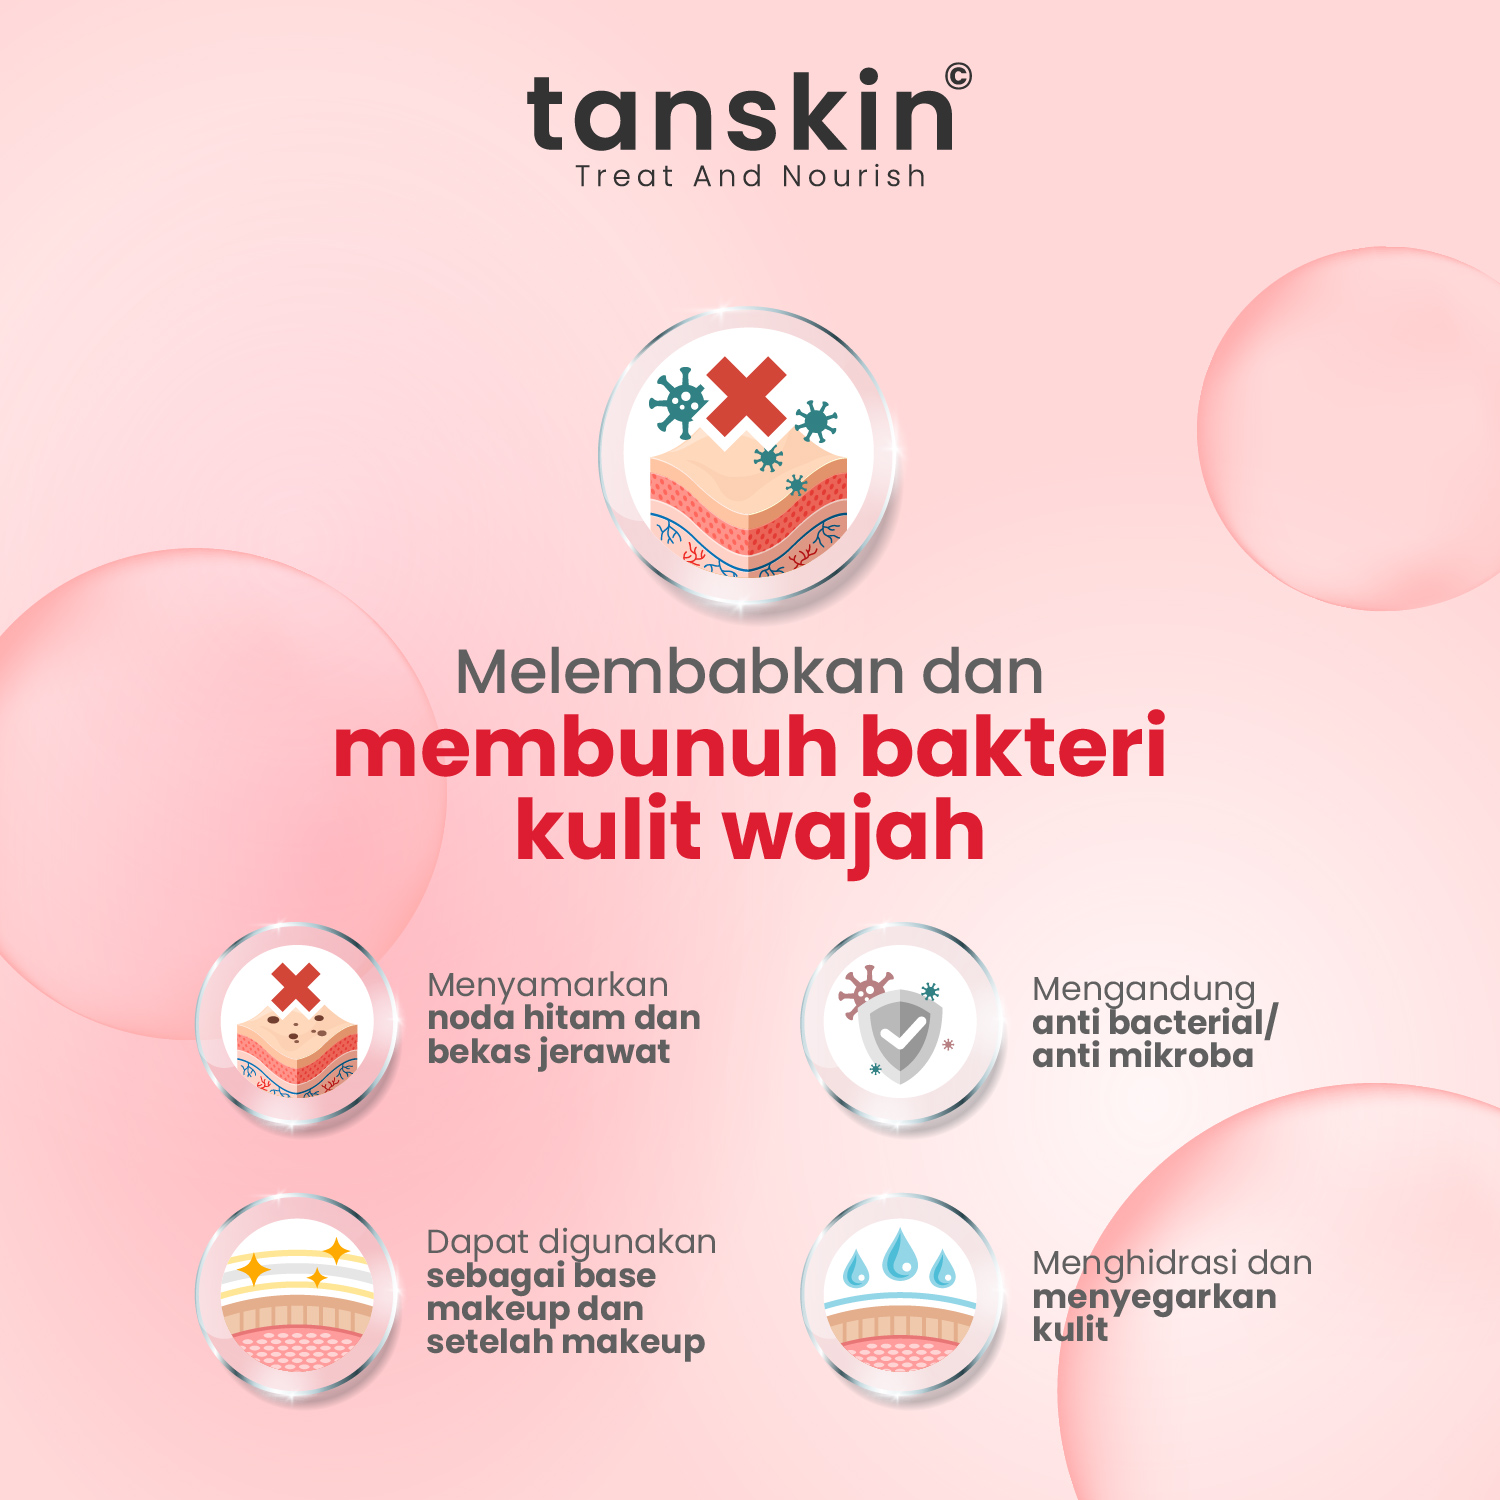 tanskin©
Treat And Nourish
Melembabkan dan
membunuh bakteri
kulit wajah
Menyamarkan
noda hitam dan
bekas jerawat
Mengandung
anti bacterial/
anti mikroba
Dapat digunakan
sebagai base
makeup dan
setelah makeup
Menghidrasi dan
menyegarkan
kulit